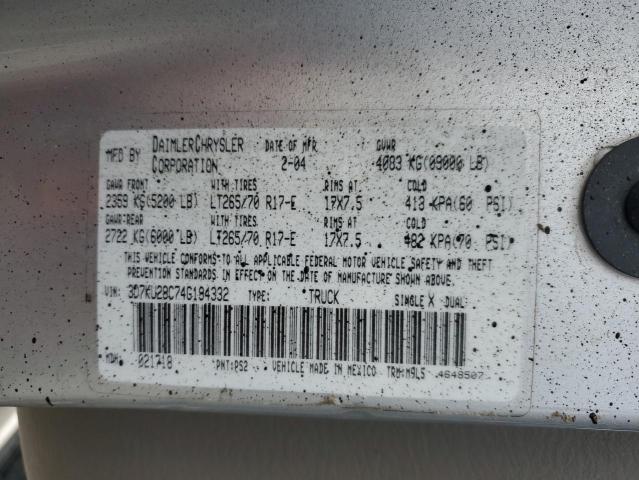 MFD BY DAIMLERCHRYSLER CORPORATION DATE OF MFR 2-04 GVWR 4083 KG(09000 LB)
GAWR FRONT WITH TIRES RIMS AT COLD
2359 KG(5200 LB) LT265/70 R17-E 17X7.5 413 KPA(60 PSI)
GAWR-REAR WITH TIRES RIMS AT COLD
2722 KG(6000 LB) LT265/70 R17-E 17X7.5 482 KPA(70 PSI)
THIS VEHICLE CONFORMS TO ALL APPLICABLE FEDERAL MOTOR VEHICLE SAFETY AND THEFT
PREVENTION STANDARDS IN EFFECT ON THE DATE OF MANUFACTURE SHOWN ABOVE.
VIN: 3D7KU28C74G194332 TYPE: TRUCK SINGLE X DUAL:
MDH: 021718 PNT:PS2 VEHICLE MADE IN MEXICO TRM:M9L5 4648507